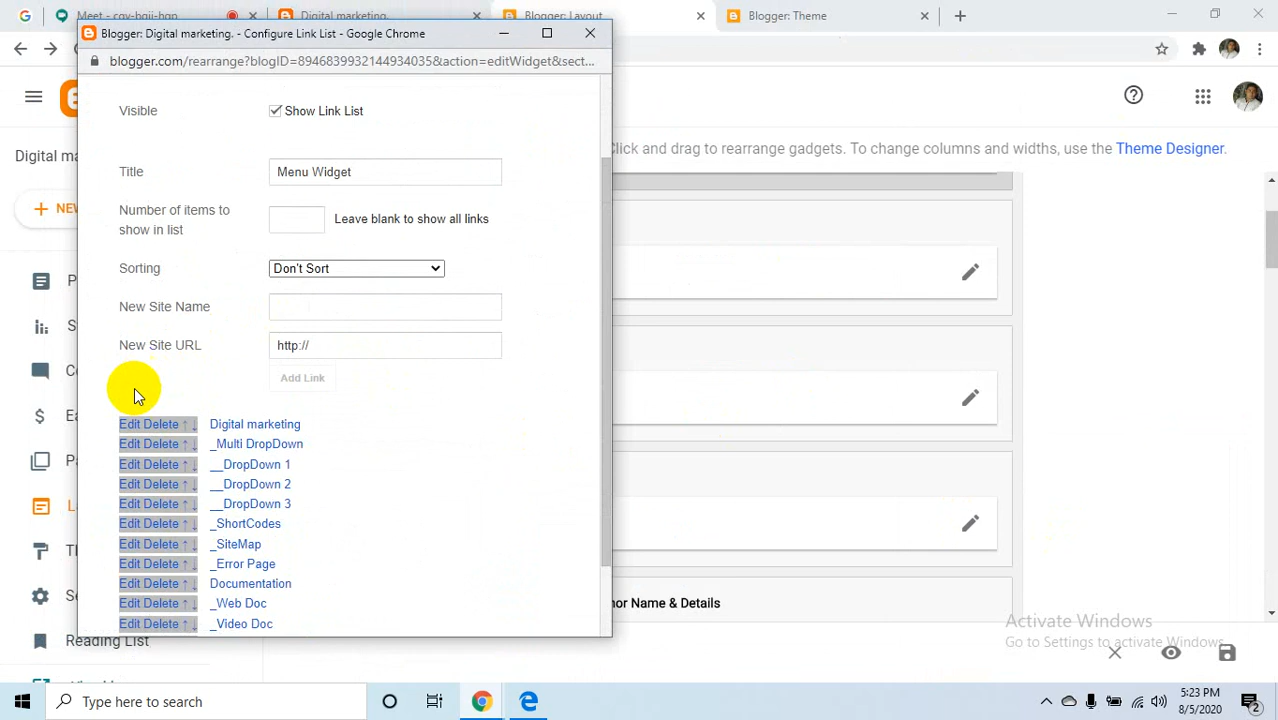 Meet - cqv-bgif-hxm
Digital marketing.
Blogger: Layout
Blogger: Theme
Blogger: Digital marketing. - Configure Link List - Google Chrome
blogger.com/rearrange?blogID=8946839932144934035&action=editWidget&sect...
Visible
Show Link List
Digital ma
Click and drag to rearrange gadgets. To change columns and widths, use the Theme Designer.
Title
Menu Widget
NEW
Number of items to show in list
Leave blank to show all links
Sorting
Don't Sort
New Site Name
New Site URL
http://
Add Link
Edit Delete ↑ ↓ Digital marketing
Edit Delete ↑ ↓ _Multi DropDown
Edit Delete ↑ ↓ __DropDown 1
Edit Delete ↑ ↓ __DropDown 2
Edit Delete ↑ ↓ __DropDown 3
Edit Delete ↑ ↓ _ShortCodes
Edit Delete ↑ ↓ _SiteMap
Edit Delete ↑ ↓ _Error Page
Edit Delete ↑ ↓ Documentation
Edit Delete ↑ ↓ _Web Doc
Edit Delete ↑ ↓ _Video Doc
Name & Details
Reading List
Activate Windows
Go to Settings to activate Windows.
Type here to search
5:23 PM
8/5/2020
2